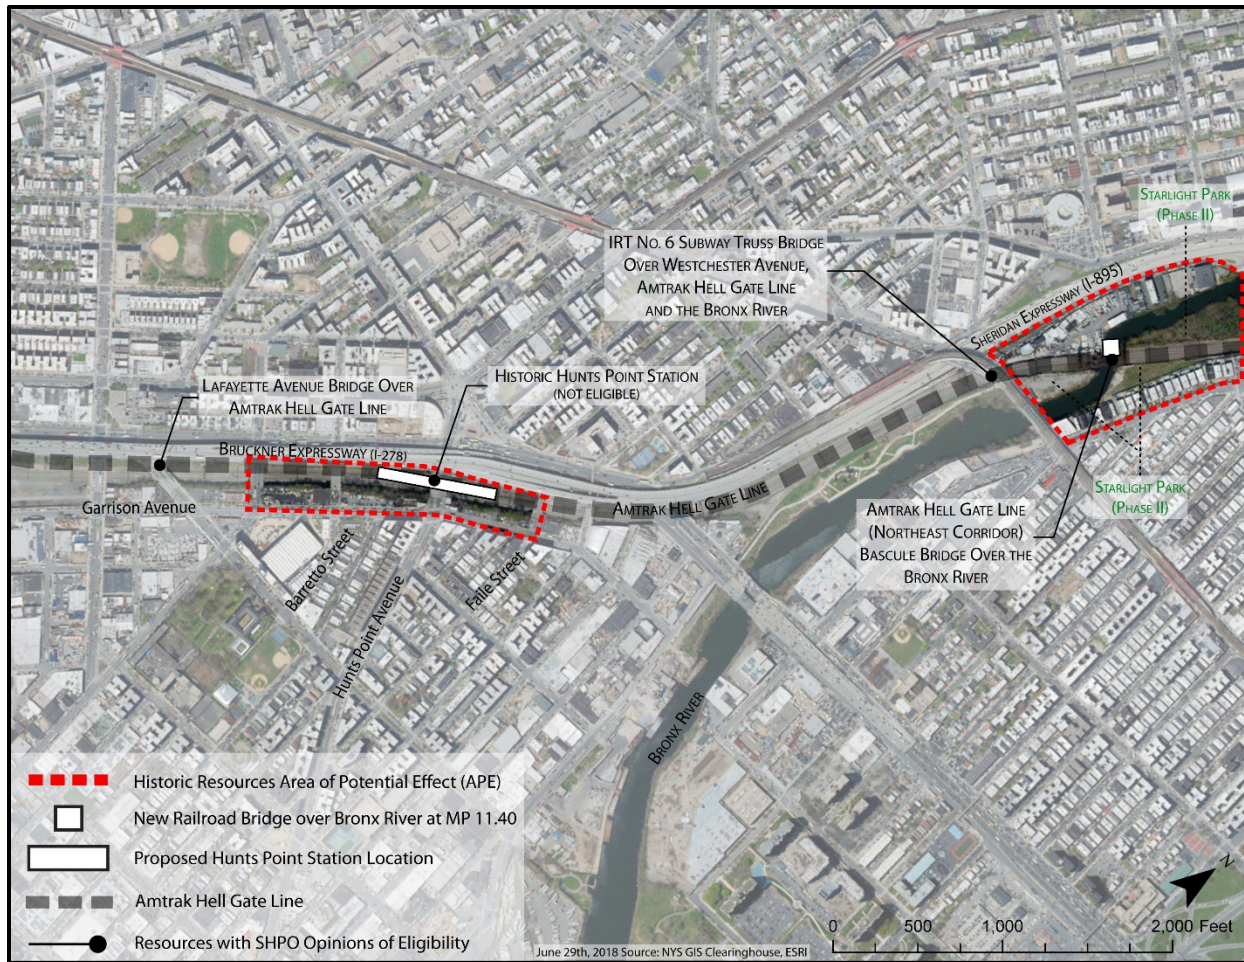 Starlight Park
(Phase II)
IRT No. 6 Subway Truss Bridge
Over Westchester Avenue,
Amtrak Hell Gate Line
and the Bronx River
Sheridan Expressway (I-895)
Lafayette Avenue Bridge Over
Amtrak Hell Gate Line
Historic Hunts Point Station
(not eligible)
Bruckner Expressway (I-278)
Garrison Avenue
Amtrak Hell Gate Line
Starlight Park
(Phase II)
Amtrak Hell Gate Line
(Northeast Corridor)
Bascule Bridge Over the
Bronx River
Barretto Street
Hunts Point Avenue
Faile Street
Bronx River
Historic Resources Area of Potential Effect (APE)
New Railroad Bridge over Bronx River at MP 11.40
Proposed Hunts Point Station Location
Amtrak Hell Gate Line
Resources with SHPO Opinions of Eligibility
N
0 500 1,000 2,000 Feet
June 29th, 2018 Source: NYS GIS Clearinghouse, ESRI